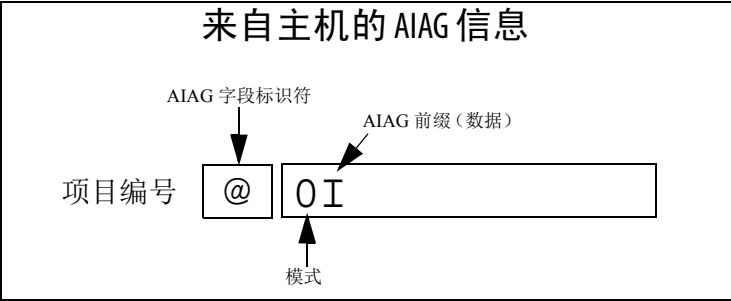 来自主机的 AIAG 信息
AIAG 字段标识符
AIAG 前缀（数据）
项目编号 @ 0I
模式